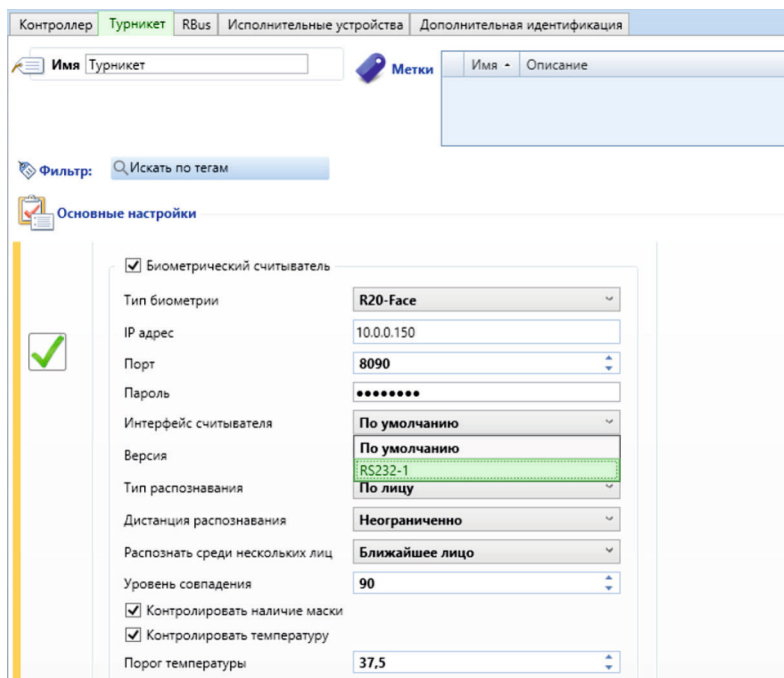 Контроллер Турникет RBus Исполнительные устройства Дополнительная идентификация
Имя Турникет Метки Имя Описание
Фильтр: Искать по тегам
Основные настройки
Биометрический считыватель
Тип биометрии R20-Face
IP адрес 10.0.0.150
Порт 8090
Пароль ●●●●●●●●
Интерфейс считывателя По умолчанию
По умолчанию
Версия
RS232-1
Тип распознавания По лицу
Дистанция распознавания Неограниченно
Распознать среди нескольких лиц Ближайшее лицо
Уровень совпадения 90
Контролировать наличие маски
Контролировать температуру
Порог температуры 37,5